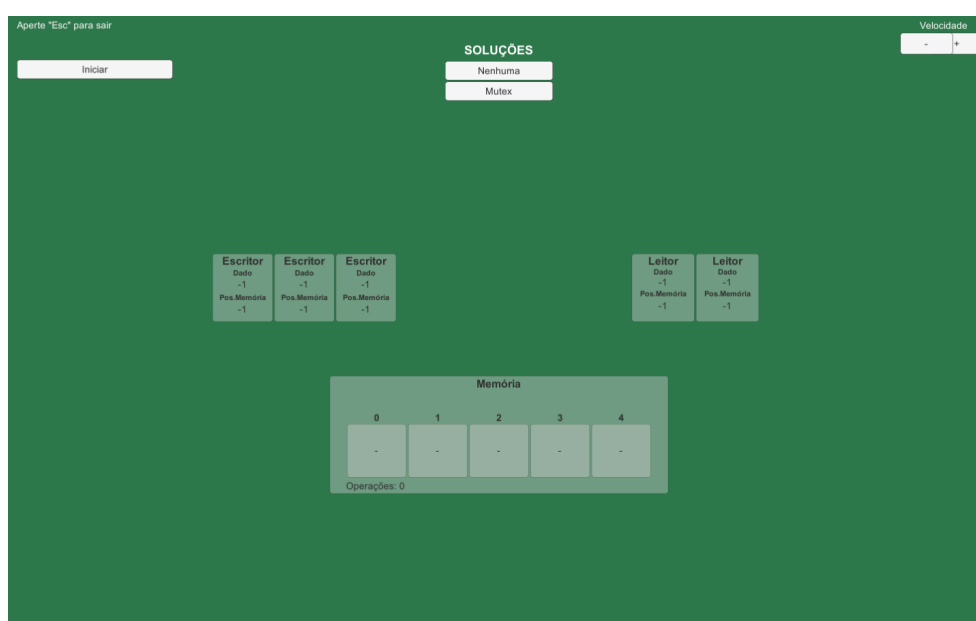 Aperte "Esc" para sair
Velocidade
- +
SOLUÇÕES
Iniciar
Nenhuma
Mutex
Escritor Escritor Escritor
Dado Dado Dado
-1 -1 -1
Pos.Memória Pos.Memória Pos.Memória
-1 -1 -1
Leitor Leitor
Dado Dado
-1 -1
Pos.Memória Pos.Memória
-1 -1
Memória
0 1 2 3 4
- - - - -
Operações: 0